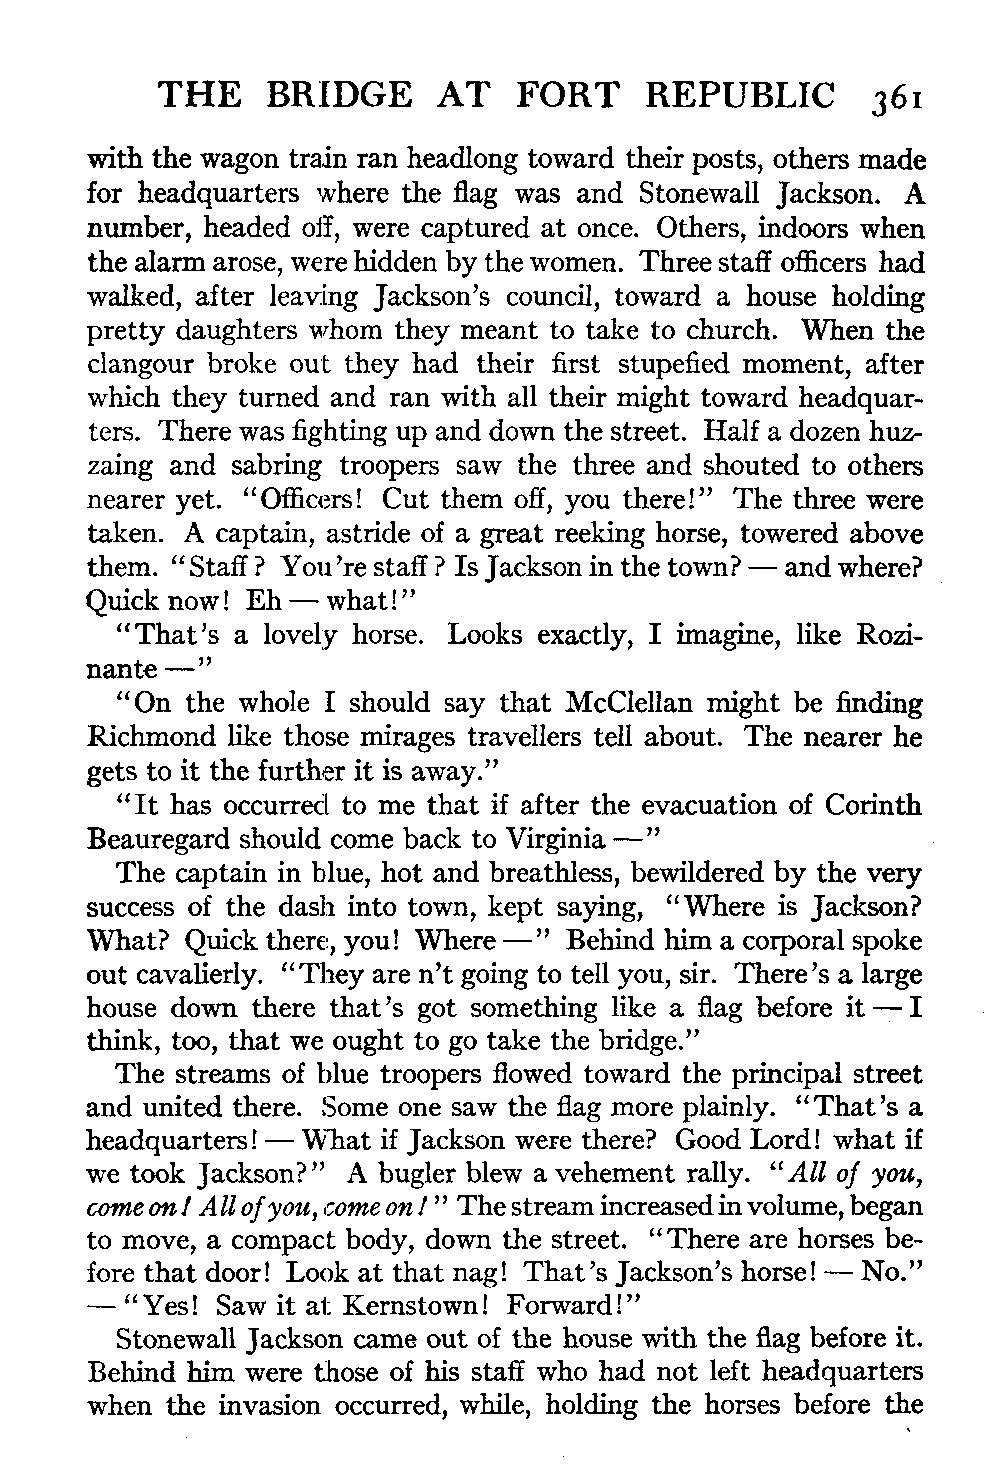 THE BRIDGE AT FORT REPUBLIC 361
with the wagon train ran headlong toward their posts, others made
for headquarters where the flag was and Stonewall Jackson. A
number, headed off, were captured at once. Others, indoors when
the alarm arose, were hidden by the women. Three staff officers had
walked, after leaving Jackson's council, toward a house holding
pretty daughters whom they meant to take to church. When the
clangour broke out they had their first stupefied moment, after
which they turned and ran with all their might toward headquar-
ters. There was fighting up and down the street. Half a dozen huz-
zaing and sabring troopers saw the three and shouted to others
nearer yet. "Officers! Cut them off, you there!" The three were
taken. A captain, astride of a great reeking horse, towered above
them. "Staff? You're staff? Is Jackson in the town? — and where?
Quick now! Eh — what!"
"That's a lovely horse. Looks exactly, I imagine, like Rozi-
nante —"
"On the whole I should say that McClellan might be finding
Richmond like those mirages travellers tell about. The nearer he
gets to it the further it is away."
"It has occurred to me that if after the evacuation of Corinth
Beauregard should come back to Virginia —"
The captain in blue, hot and breathless, bewildered by the very
success of the dash into town, kept saying, "Where is Jackson?
What? Quick there, you! Where —" Behind him a corporal spoke
out cavalierly. "They are n't going to tell you, sir. There's a large
house down there that's got something like a flag before it — I
think, too, that we ought to go take the bridge."
The streams of blue troopers flowed toward the principal street
and united there. Some one saw the flag more plainly. "That's a
headquarters! — What if Jackson were there? Good Lord! what if
we took Jackson?" A bugler blew a vehement rally. "All of you,
come on! All of you, come on!" The stream increased in volume, began
to move, a compact body, down the street. "There are horses be-
fore that door! Look at that nag! That's Jackson's horse! — No."
— "Yes! Saw it at Kernstown! Forward!"
Stonewall Jackson came out of the house with the flag before it.
Behind him were those of his staff who had not left headquarters
when the invasion occurred, while, holding the horses before the